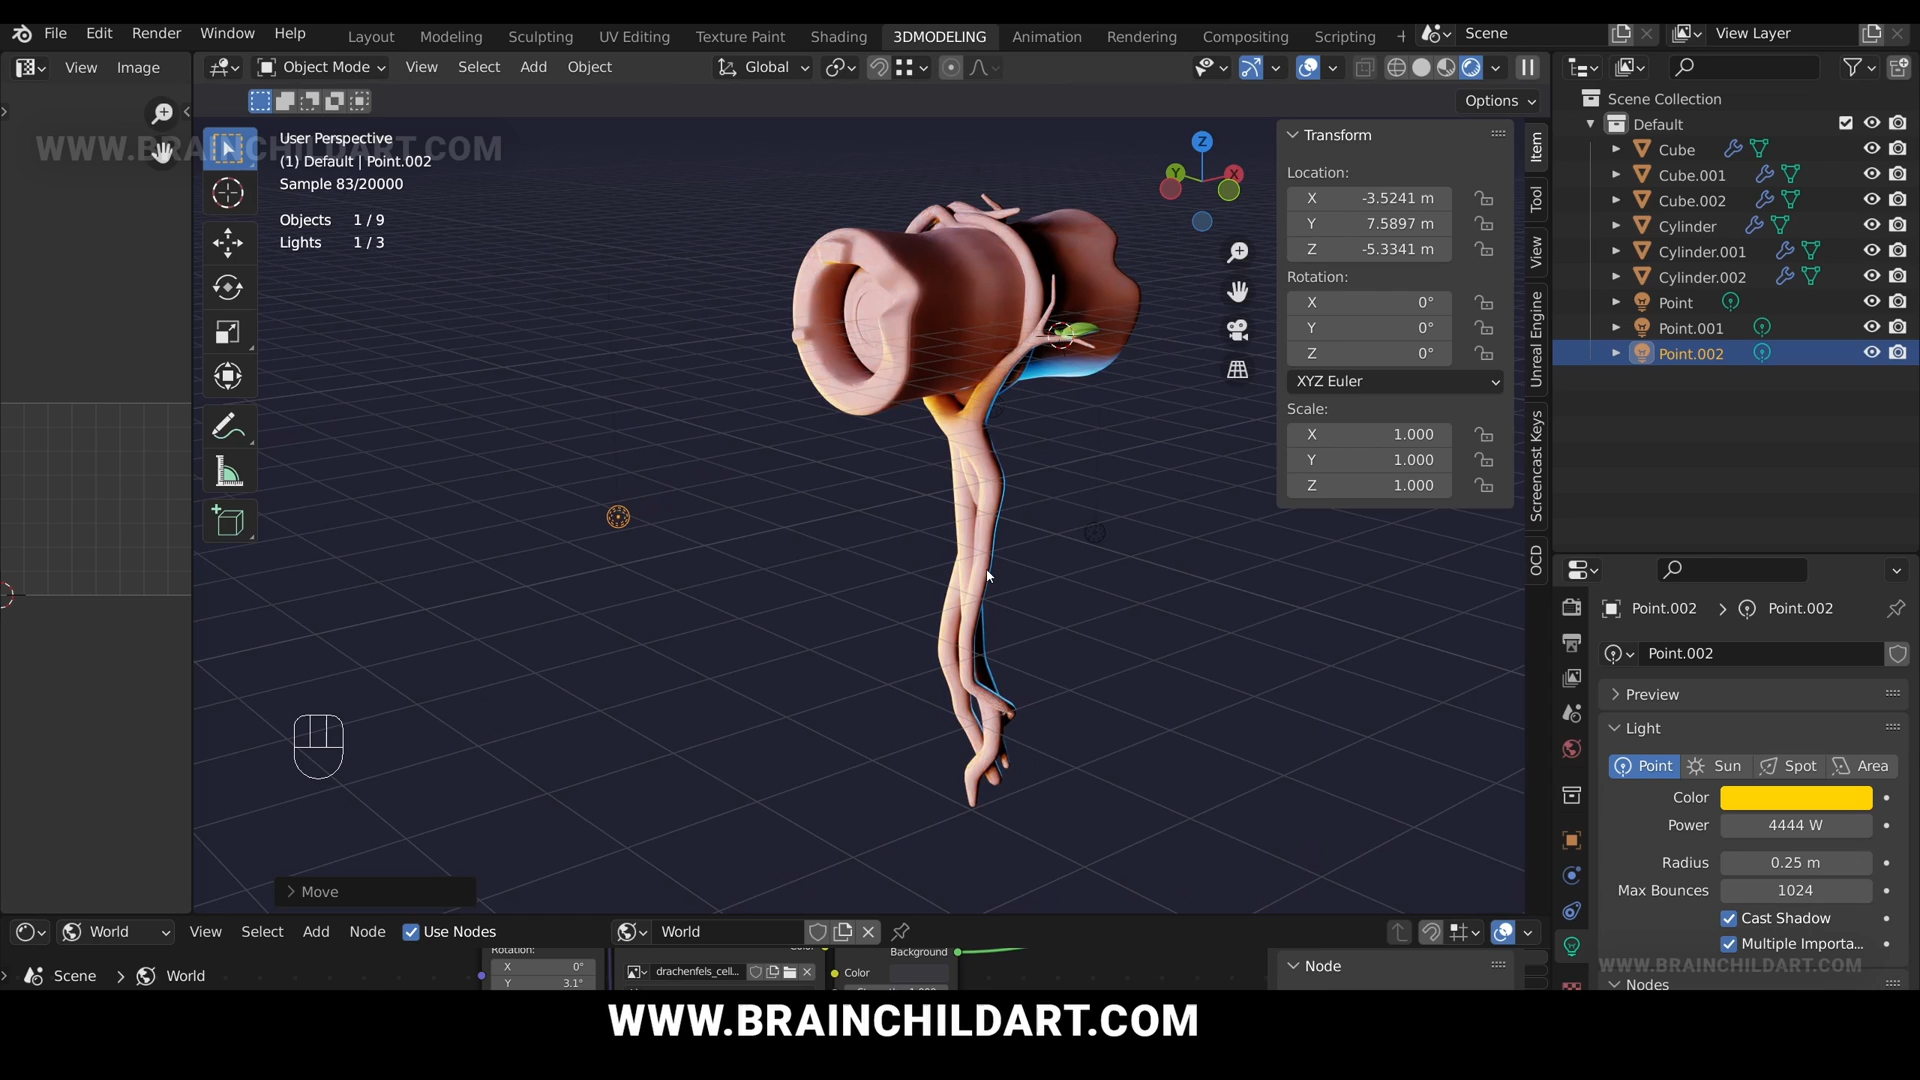 File Edit Render Window Help Layout Modeling Sculpting UV Editing Texture Paint Shading 3DMODELING Animation Rendering Compositing Scripting + Scene View Layer
View Image Object Mode View Select Add Object Global
Options
WWW.BRAINCHILDART.COM
User Perspective
(1) Default | Point.002
Sample 83/20000
Objects 1 / 9
Lights 1 / 3
Z
Y
X
Transform
Location:
X -3.5241 m
Y 7.5897 m
Z -5.3341 m
Rotation:
X 0°
Y 0°
Z 0°
XYZ Euler
Scale:
X 1.000
Y 1.000
Z 1.000
Item
Tool
View
Unreal Engine
Screencast Keys
OCD
Scene Collection
Default
Cube
Cube.001
Cube.002
Cylinder
Cylinder.001
Cylinder.002
Point
Point.001
Point.002
Point.002 Point.002
Point.002
Preview
Light
Point Sun Spot Area
Color
Power 4444 W
Radius 0.25 m
Max Bounces 1024
Cast Shadow
Multiple Importa...
WWW.BRAINCHILDART.COM
Nodes
Move
World View Select Add Node Use Nodes World
Scene World
Rotation:
X 0°
Y 3.1°
drachenfels_cell...
Background
Color
Node
WWW.BRAINCHILDART.COM